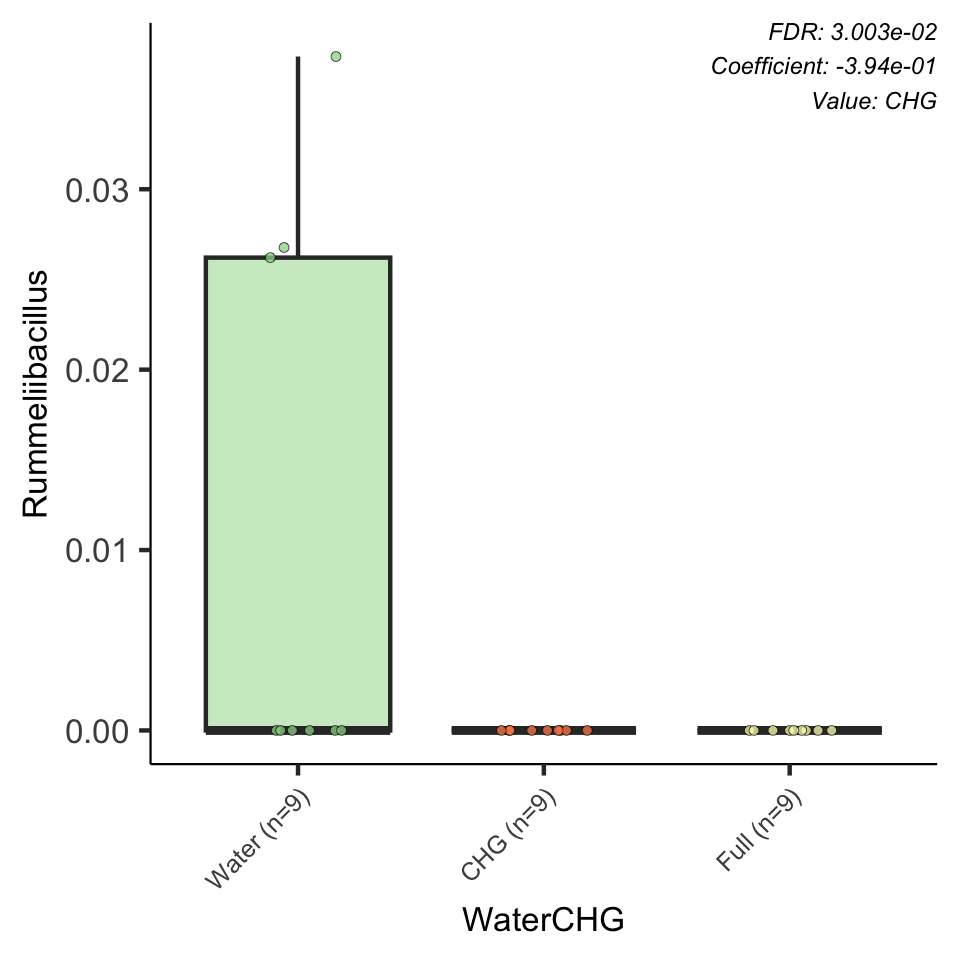 FDR: 3.003e-02
Coefficient: -3.94e-01
Value: CHG
Rummeliibacillus
0.03
0.02
0.01
0.00
Water (n=9)
CHG (n=9)
Full (n=9)
WaterCHG